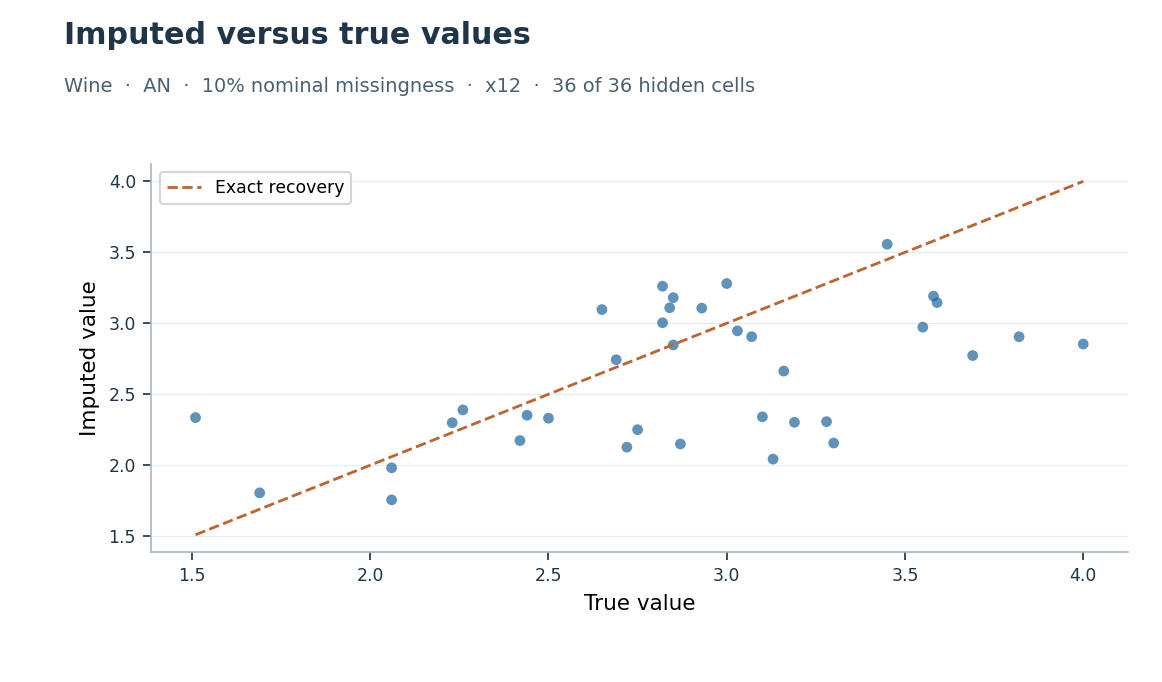 Imputed versus true values
Wine · AN · 10% nominal missingness · x12 · 36 of 36 hidden cells
Exact recovery
4.0
3.5
3.0
2.5
2.0
1.5
Imputed value
1.5 2.0 2.5 3.0 3.5 4.0
True value